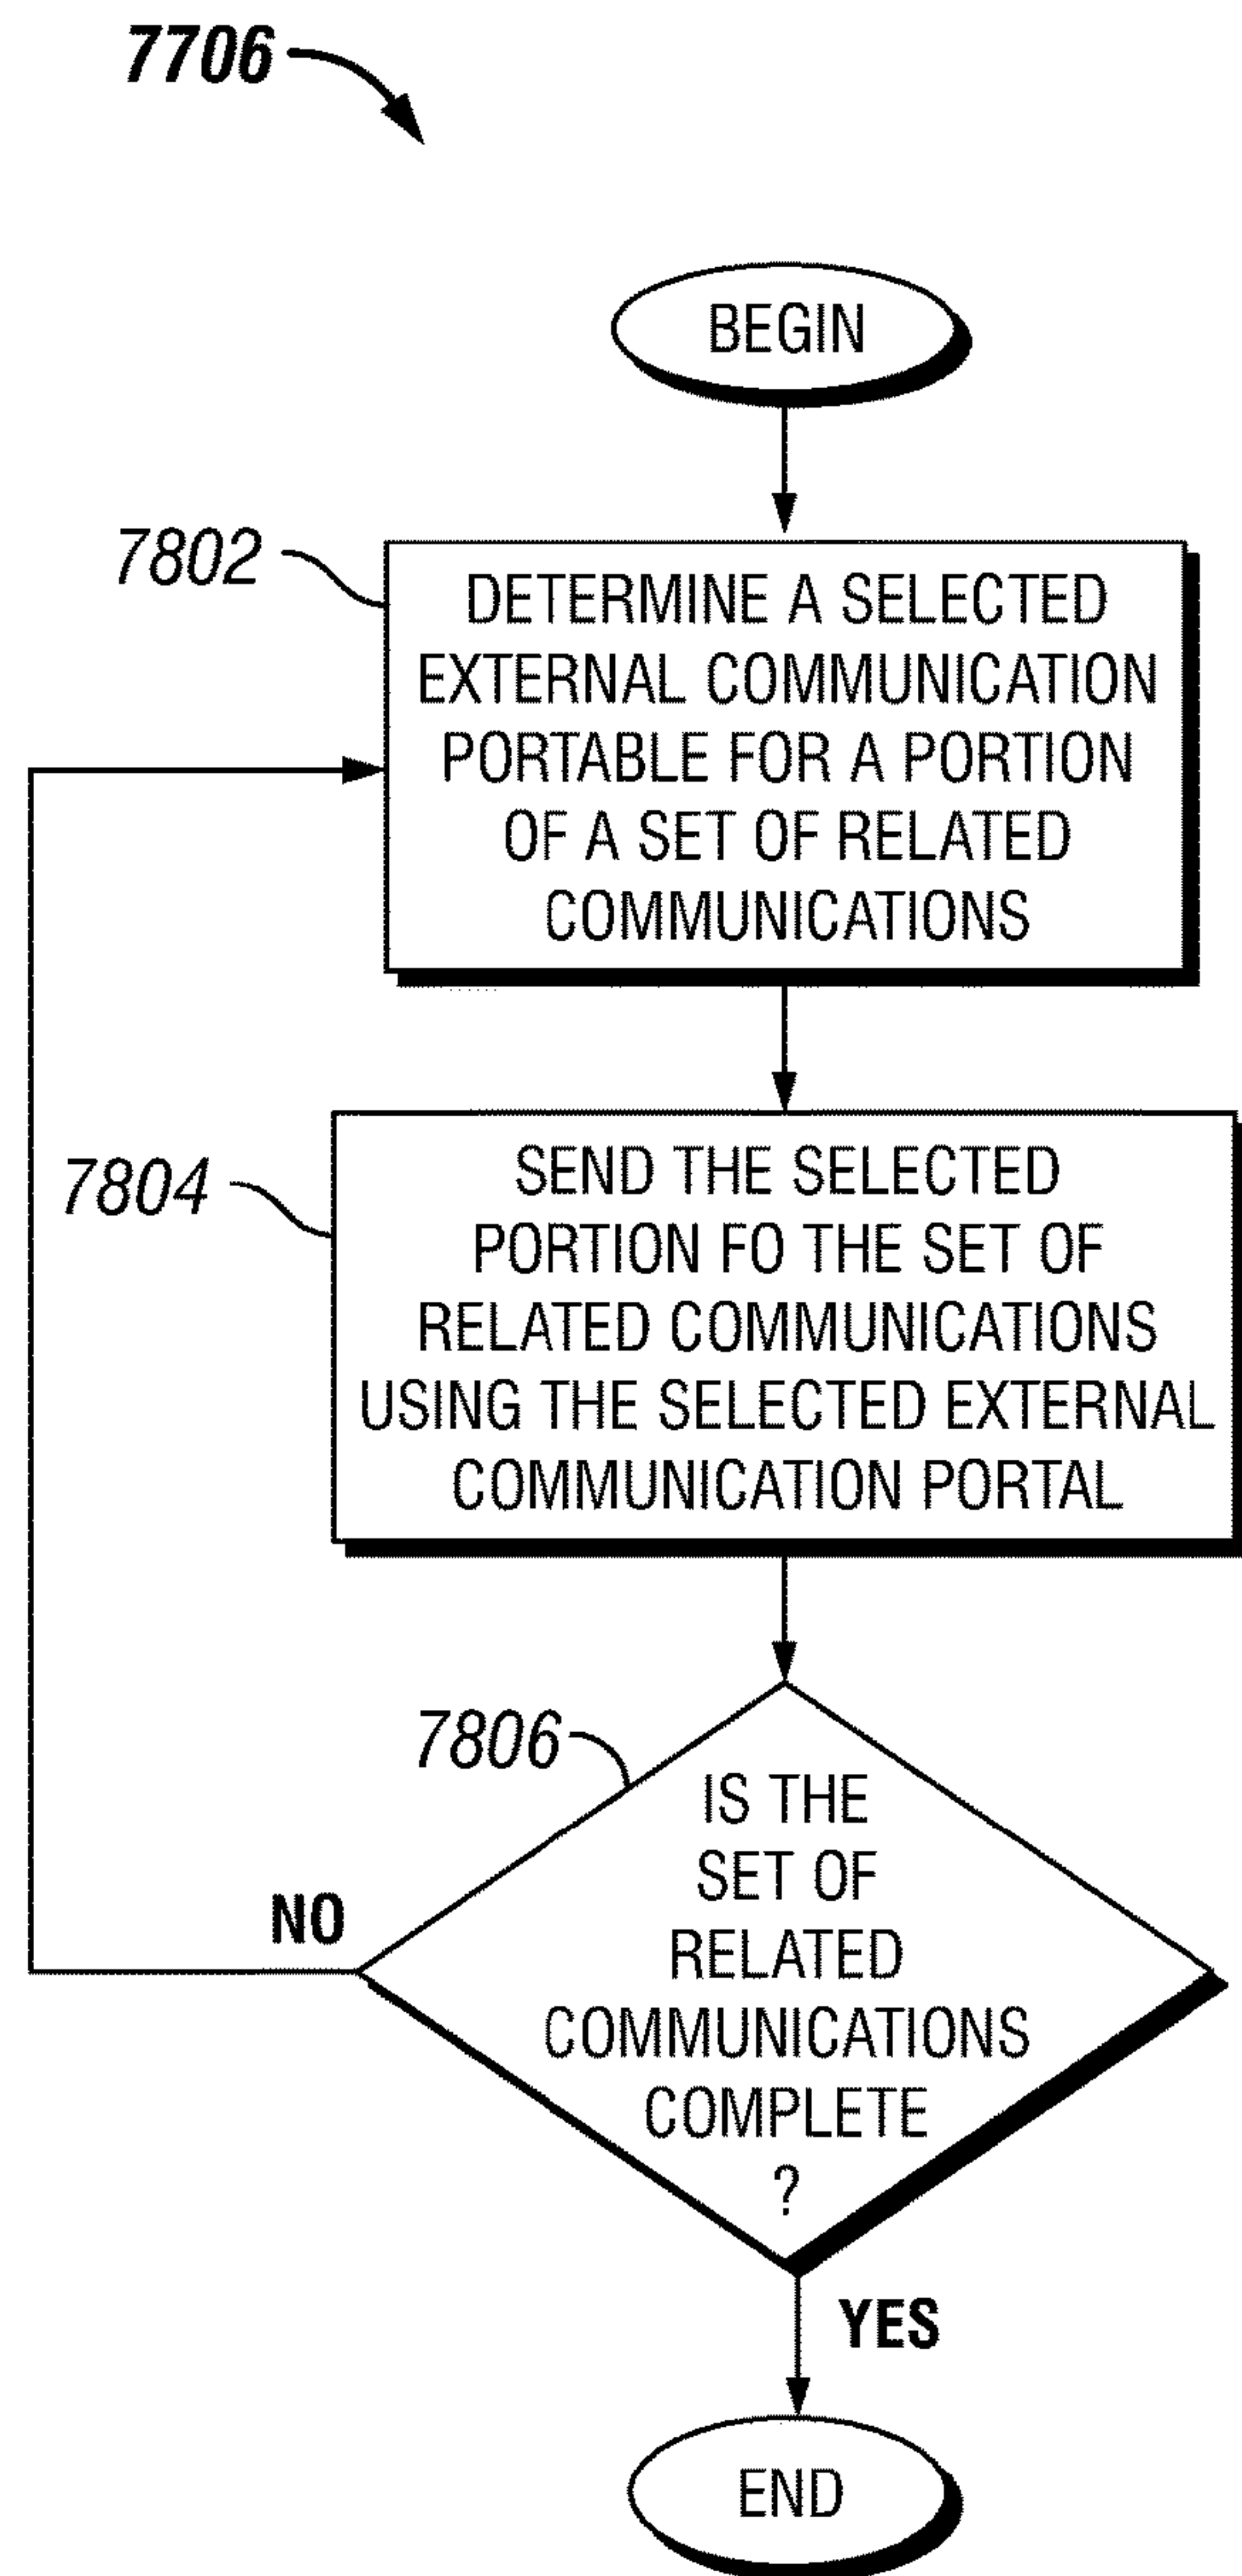 7706
BEGIN
7802
DETERMINE A SELECTED
EXTERNAL COMMUNICATION
PORTABLE FOR A PORTION
OF A SET OF RELATED
COMMUNICATIONS
7804
SEND THE SELECTED
PORTION FO THE SET OF
RELATED COMMUNICATIONS
USING THE SELECTED EXTERNAL
COMMUNICATION PORTAL
7806
IS THE
SET OF
RELATED
COMMUNICATIONS
COMPLETE
?
NO
YES
END